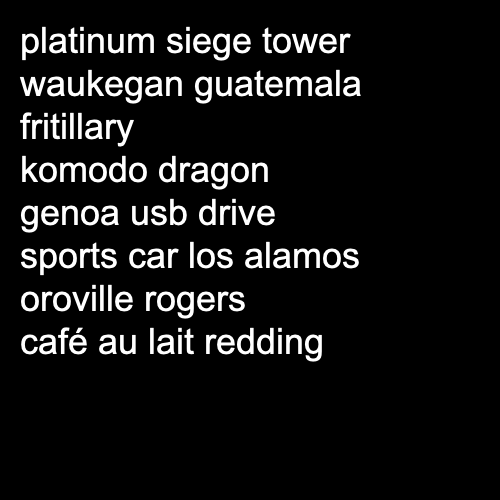 platinum siege tower
waukegan guatemala
fritillary
komodo dragon
genoa usb drive
sports car los alamos
oroville rogers
café au lait redding